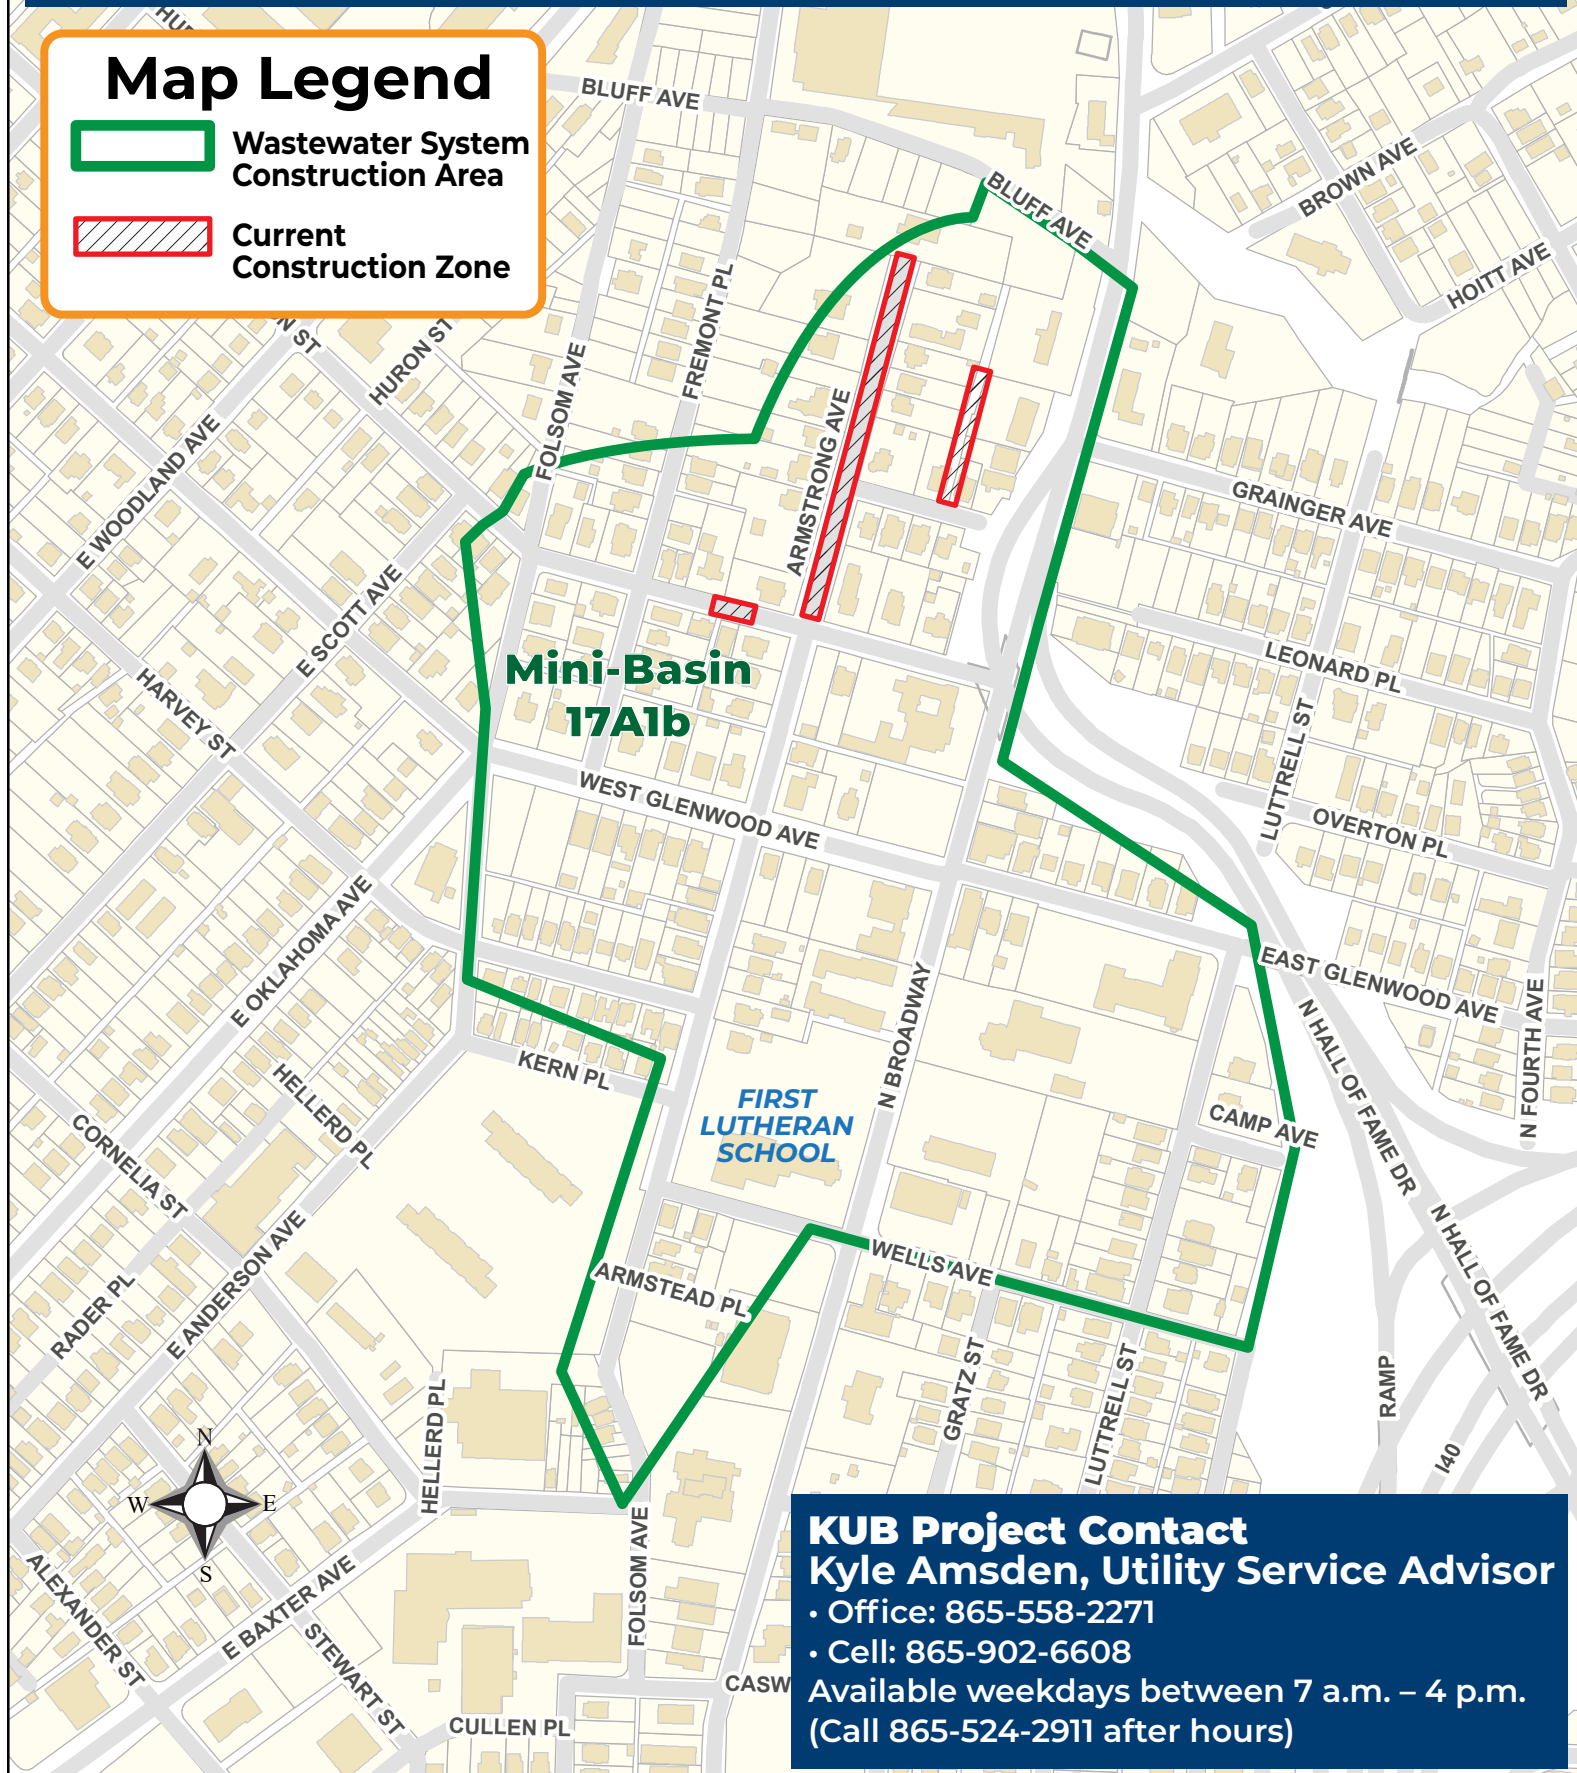 Map Legend
Wastewater System
Construction Area
Current
Construction Zone
BLUFF AVE
BLUFF AVE
BROWN AVE
HOITT AVE
HURON ST
FREMONT PL
FOLSOM AVE
ARMSTRONG AVE
E WOODLAND AVE
E SCOTT AVE
GRAINGER AVE
LEONARD PL
HARVEY ST
Mini-Basin
17A1b
LUTTRELL ST
WEST GLENWOOD AVE
OVERTON PL
E OKLAHOMA AVE
EAST GLENWOOD AVE
N BROADWAY
N FOURTH AVE
N HALL OF FAME DR
KERN PL
HELLERD PL
FIRST
LUTHERAN
SCHOOL
CAMP AVE
CORNELIA ST
N HALL OF FAME DR
WELLS AVE
ARMSTEAD PL
E ANDERSON AVE
RADER PL
HELLERD PL
GRATZ ST
LUTTRELL ST
RAMP
I40
N
W
E
S
FOLSOM AVE
ALEXANDER ST
E BAXTER AVE
STEWART ST
CASW
CULLEN PL
KUB Project Contact
Kyle Amsden, Utility Service Advisor
• Office: 865-558-2271
• Cell: 865-902-6608
Available weekdays between 7 a.m. – 4 p.m.
(Call 865-524-2911 after hours)